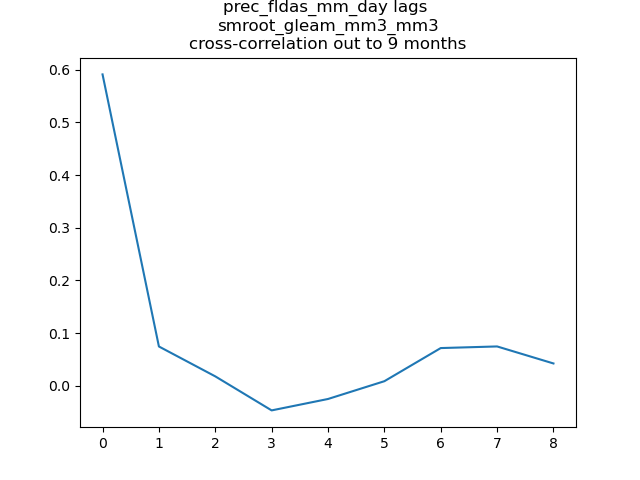 prec_fldas_mm_day lags
smroot_gleam_mm3_mm3
cross-correlation out to 9 months
0.6
0.5
0.4
0.3
0.2
0.1
0.0
0 1 2 3 4 5 6 7 8